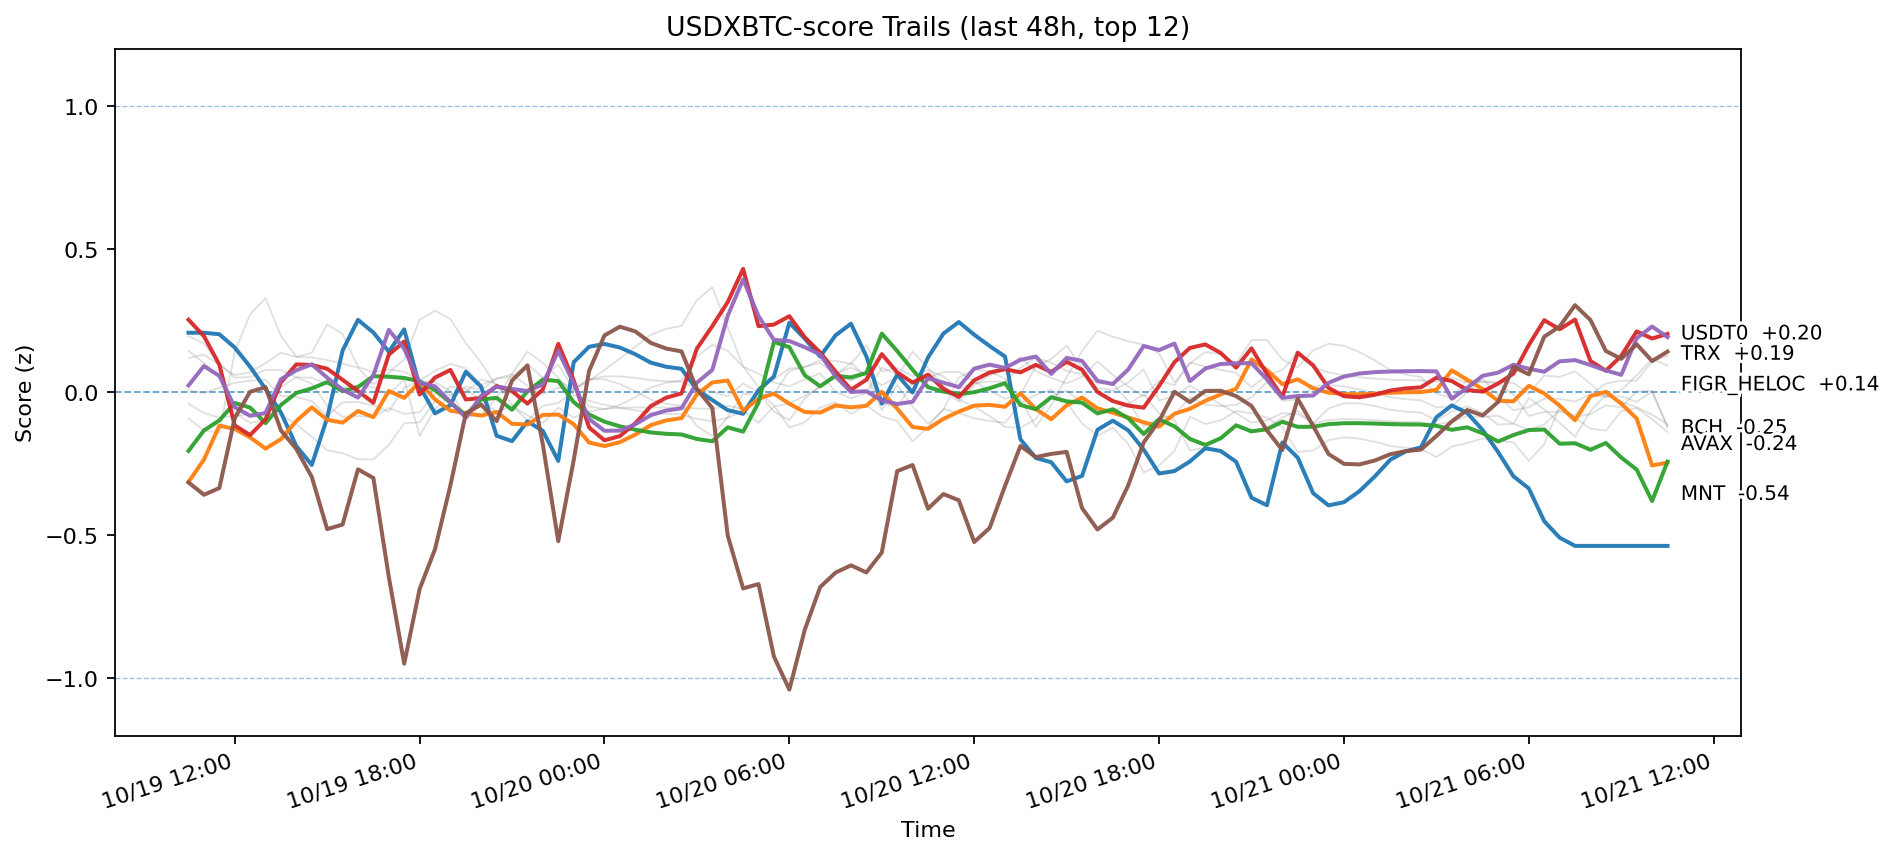 USDXBTC-score Trails (last 48h, top 12)
Score (z)
1.0
0.5
0.0
−0.5
−1.0
USDT0 +0.20
TRX +0.19
FIGR_HELOC +0.14
BCH -0.25
AVAX -0.24
MNT -0.54
10/19 12:00
10/19 18:00
10/20 00:00
10/20 06:00
10/20 12:00
10/20 18:00
10/21 00:00
10/21 06:00
10/21 12:00
Time